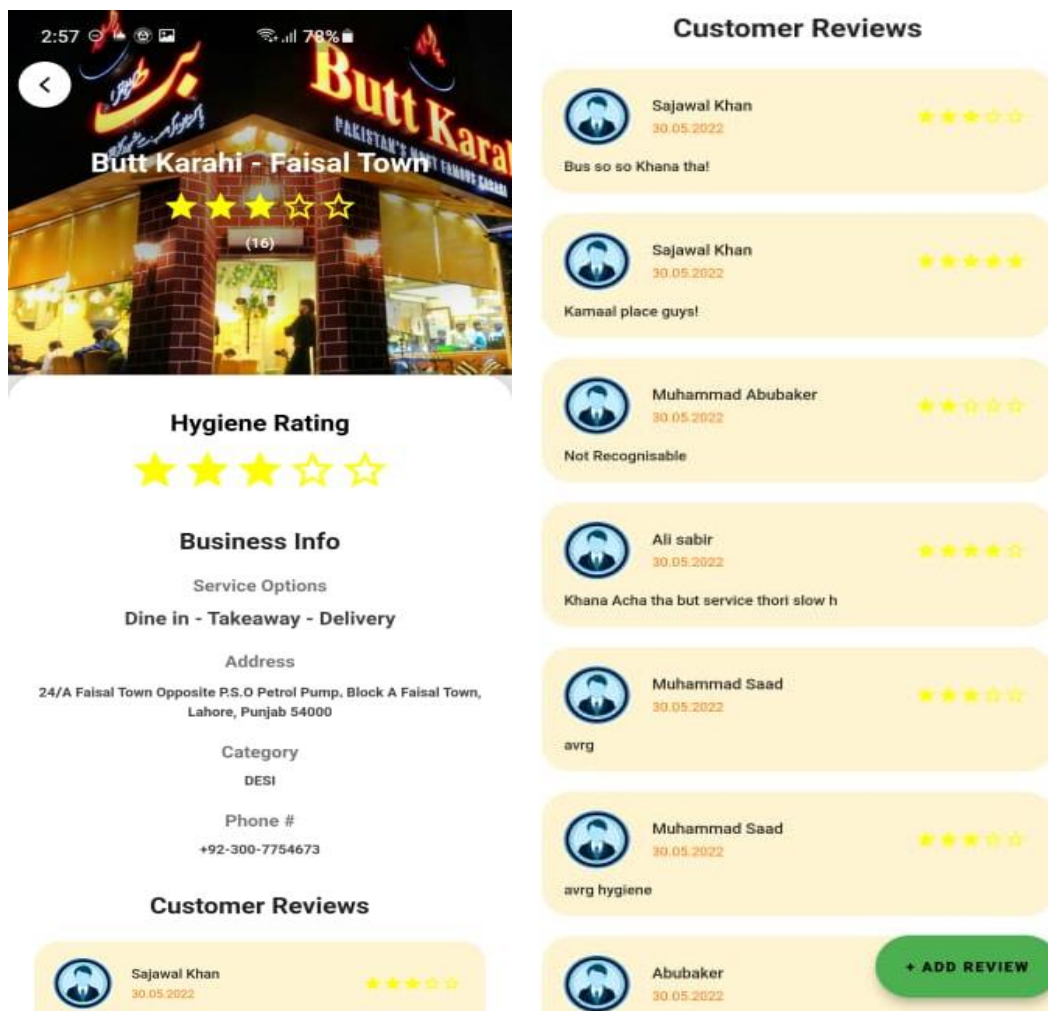 2:57
78%
بٹ
Butt Kara
PAKISTAN'S MOST FAMOUS KARAHI
Butt Karahi - Faisal Town
(16)
Hygiene Rating
Business Info
Service Options
Dine in - Takeaway - Delivery
Address
24/A Faisal Town Opposite P.S.O Petrol Pump, Block A Faisal Town,
Lahore, Punjab 54000
Category
DESI
Phone #
+92-300-7754673
Customer Reviews
Sajawal Khan
30.05.2022
Customer Reviews
Sajawal Khan
30.05.2022
Bus so so Khana tha!
Sajawal Khan
30.05.2022
Kamaal place guys!
Muhammad Abubaker
30.05.2022
Not Recognisable
Ali sabir
30.05.2022
Khana Acha tha but service thori slow h
Muhammad Saad
30.05.2022
avrg
Muhammad Saad
30.05.2022
avrg hygiene
Abubaker
30.05.2022
+ ADD REVIEW